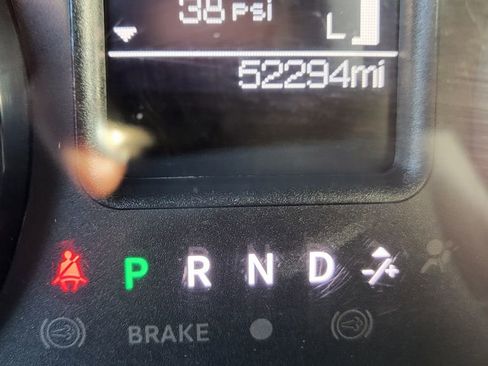 38 psi
L
52294mi
P R N D
BRAKE